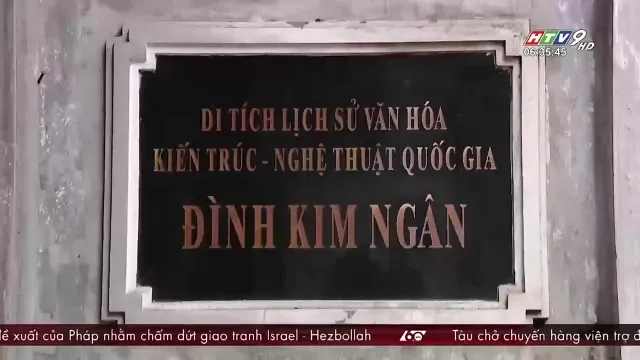 HTV9 HD
06:35:45
DI TÍCH LỊCH SỬ VĂN HÓA
KIẾN TRÚC - NGHỆ THUẬT QUỐC GIA
ĐÌNH KIM NGÂN
đề xuất của Pháp nhằm chấm dứt giao tranh Israel - Hezbollah
Tàu chở chuyến hàng viện trợ đ